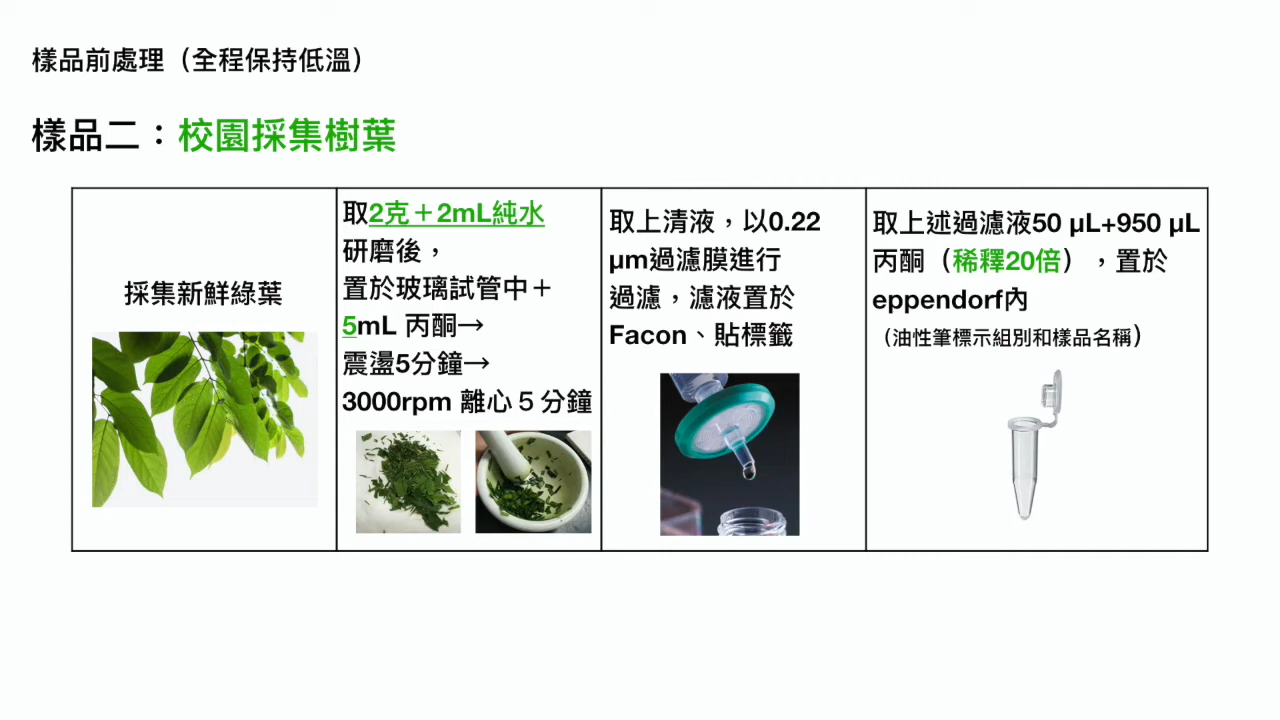 樣品前處理（全程保持低溫）
樣品二：校園採集樹葉
採集新鮮綠葉
取2克＋2mL純水
研磨後，
置於玻璃試管中＋
5mL 丙酮→
震盪5分鐘→
3000rpm 離心５分鐘
取上清液，以0.22
µm過濾膜進行
過濾，濾液置於
Facon、貼標籤
取上述過濾液50 µL+950 µL
丙酮（稀釋20倍），置於
eppendorf內
（油性筆標示組別和樣品名稱）